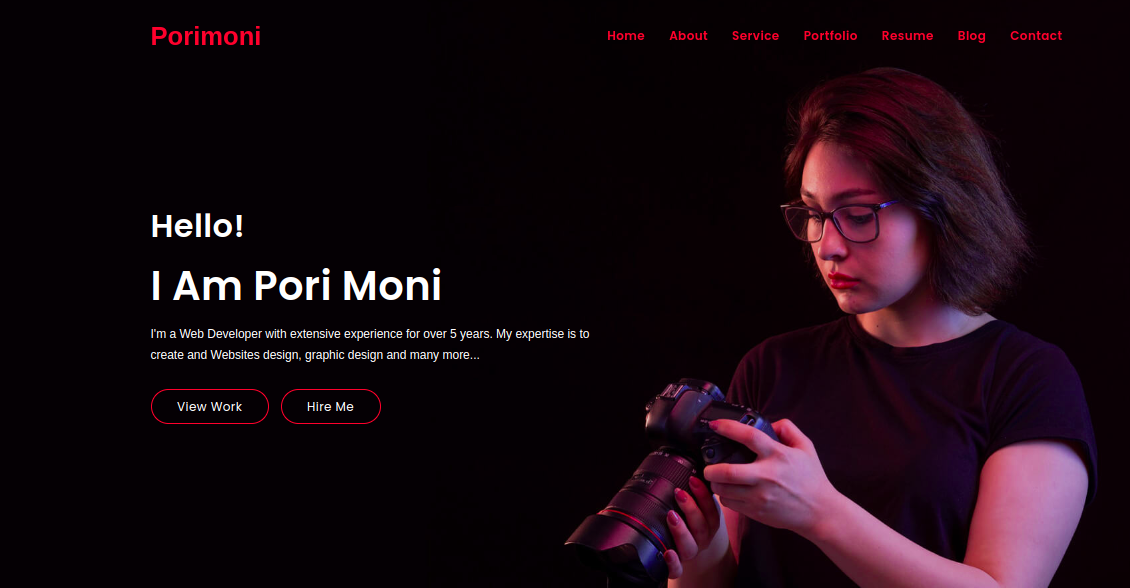 Porimoni
Home About Service Portfolio Resume Blog Contact
Hello!
I Am Pori Moni
I'm a Web Developer with extensive experience for over 5 years. My expertise is to
create and Websites design, graphic design and many more...
View Work Hire Me